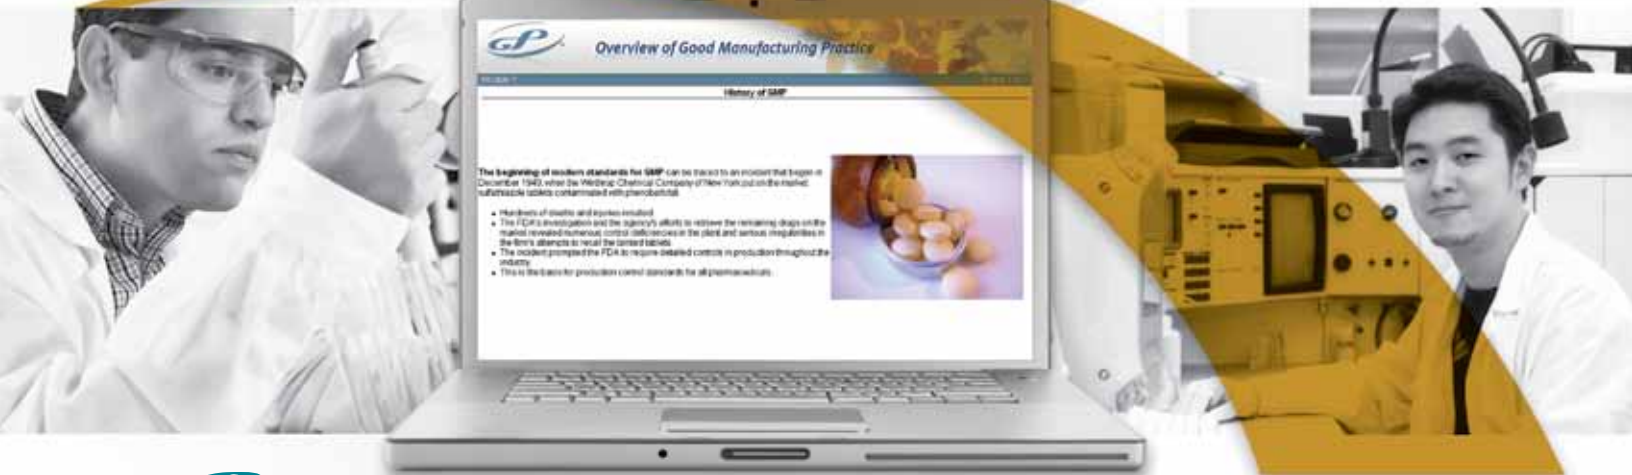 GP
Overview of Good Manufacturing Practice
History of GMP
The beginning of modern standards for GMP can be traced to an incident that began in
December 1940, when the Winthrop Chemical Company of New York put on the market
sulfathiazole tablets contaminated with phenobarbital.
Hundreds of deaths and injuries resulted
The FDA's investigation and the agency's efforts to retrieve the remaining drugs on the
market revealed numerous control deficiencies in the plant and serious irregularities in
the firm's attempts to recall the tainted tablets
The incident prompted the FDA to require detailed controls in production throughout the
industry.
This is the basis for production control standards for all pharmaceuticals.